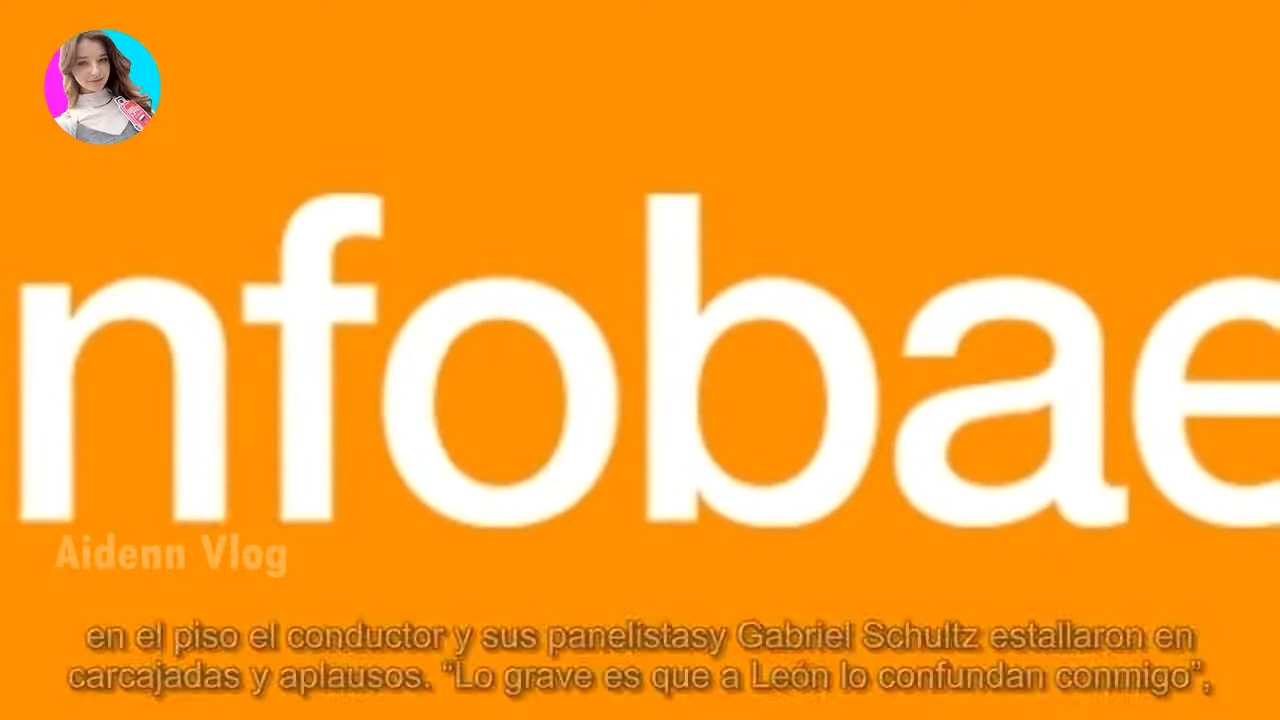 nfobae
Aidenn Vlog
en el piso el conductor y sus panelistasy Gabriel Schultz estallaron en
carcajadas y aplausos. “Lo grave es que a León lo confundan conmigo”,